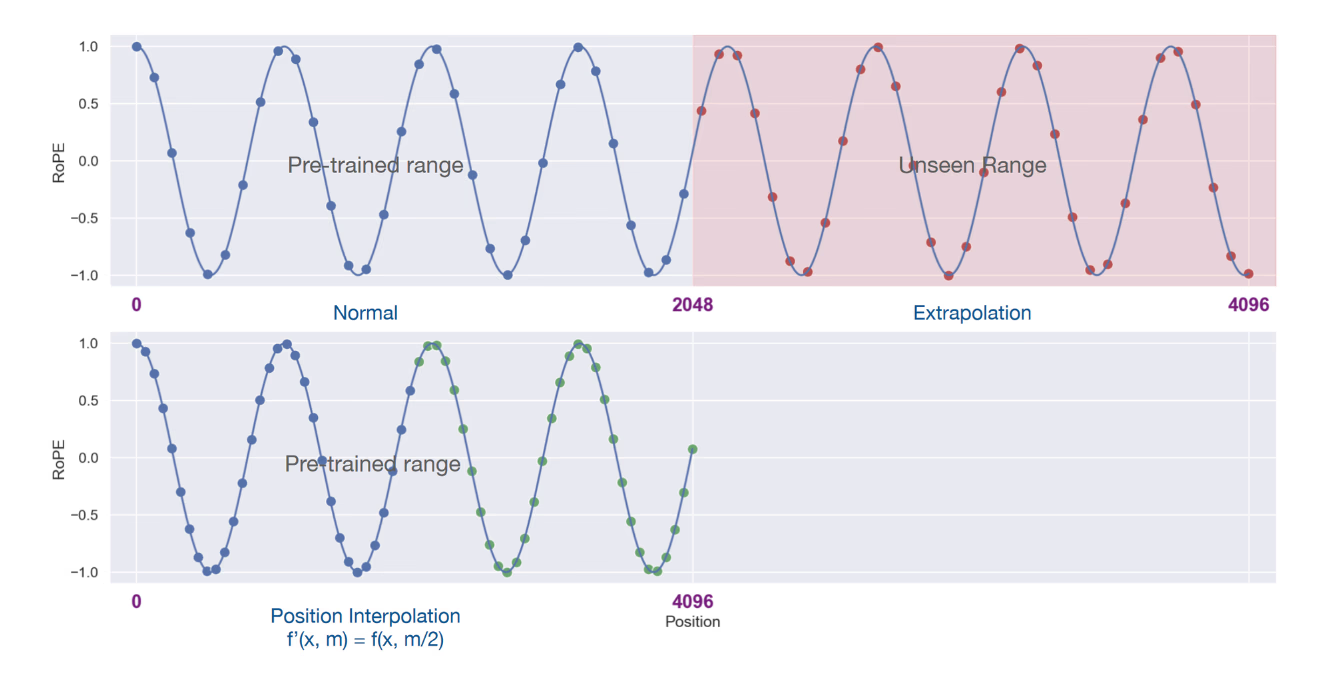 1.0
0.5
0.0
−0.5
−1.0
RoPE
Pre-trained range
Unseen Range
0
2048
4096
Normal
Extrapolation
1.0
0.5
0.0
−0.5
−1.0
RoPE
Pre-trained range
0
4096
Position
Position Interpolation
f’(x, m) = f(x, m/2)